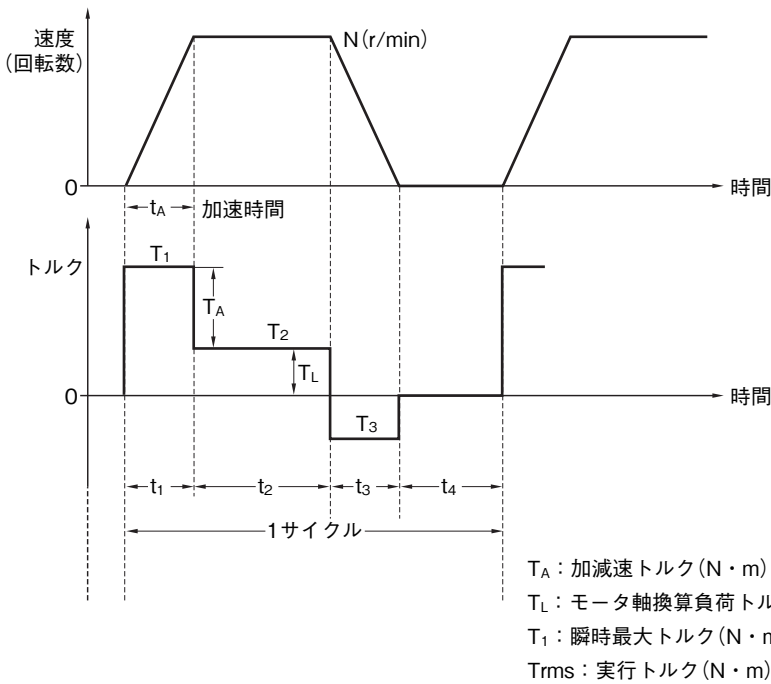 速度
(回転数)
N(r/min)
0
時間
tA
加速時間
トルク
T1
TA
T2
TL
0
時間
T3
t1
t2
t3
t4
1サイクル
TA：加減速トルク(N・m)
TL：モータ軸換算負荷トル
T1：瞬時最大トルク(N・m
Trms：実行トルク(N・m)